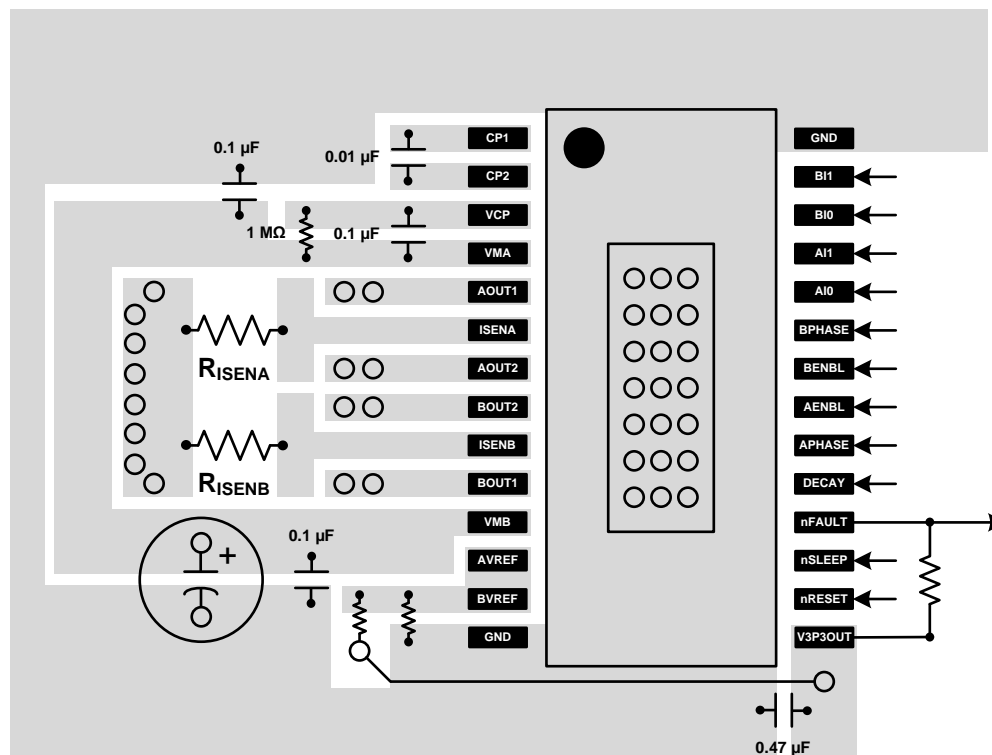 CP1
GND
0.1 µF
0.01 µF
CP2
BI1
VCP
BI0
1 MΩ
0.1 µF
VMA
AI1
AOUT1
AI0
ISENA
BPHASE
RISENA
AOUT2
BENBL
BOUT2
AENBL
ISENB
APHASE
RISENB
BOUT1
DECAY
VMB
nFAULT
0.1 µF
+
AVREF
nSLEEP
BVREF
nRESET
GND
V3P3OUT
0.47 µF